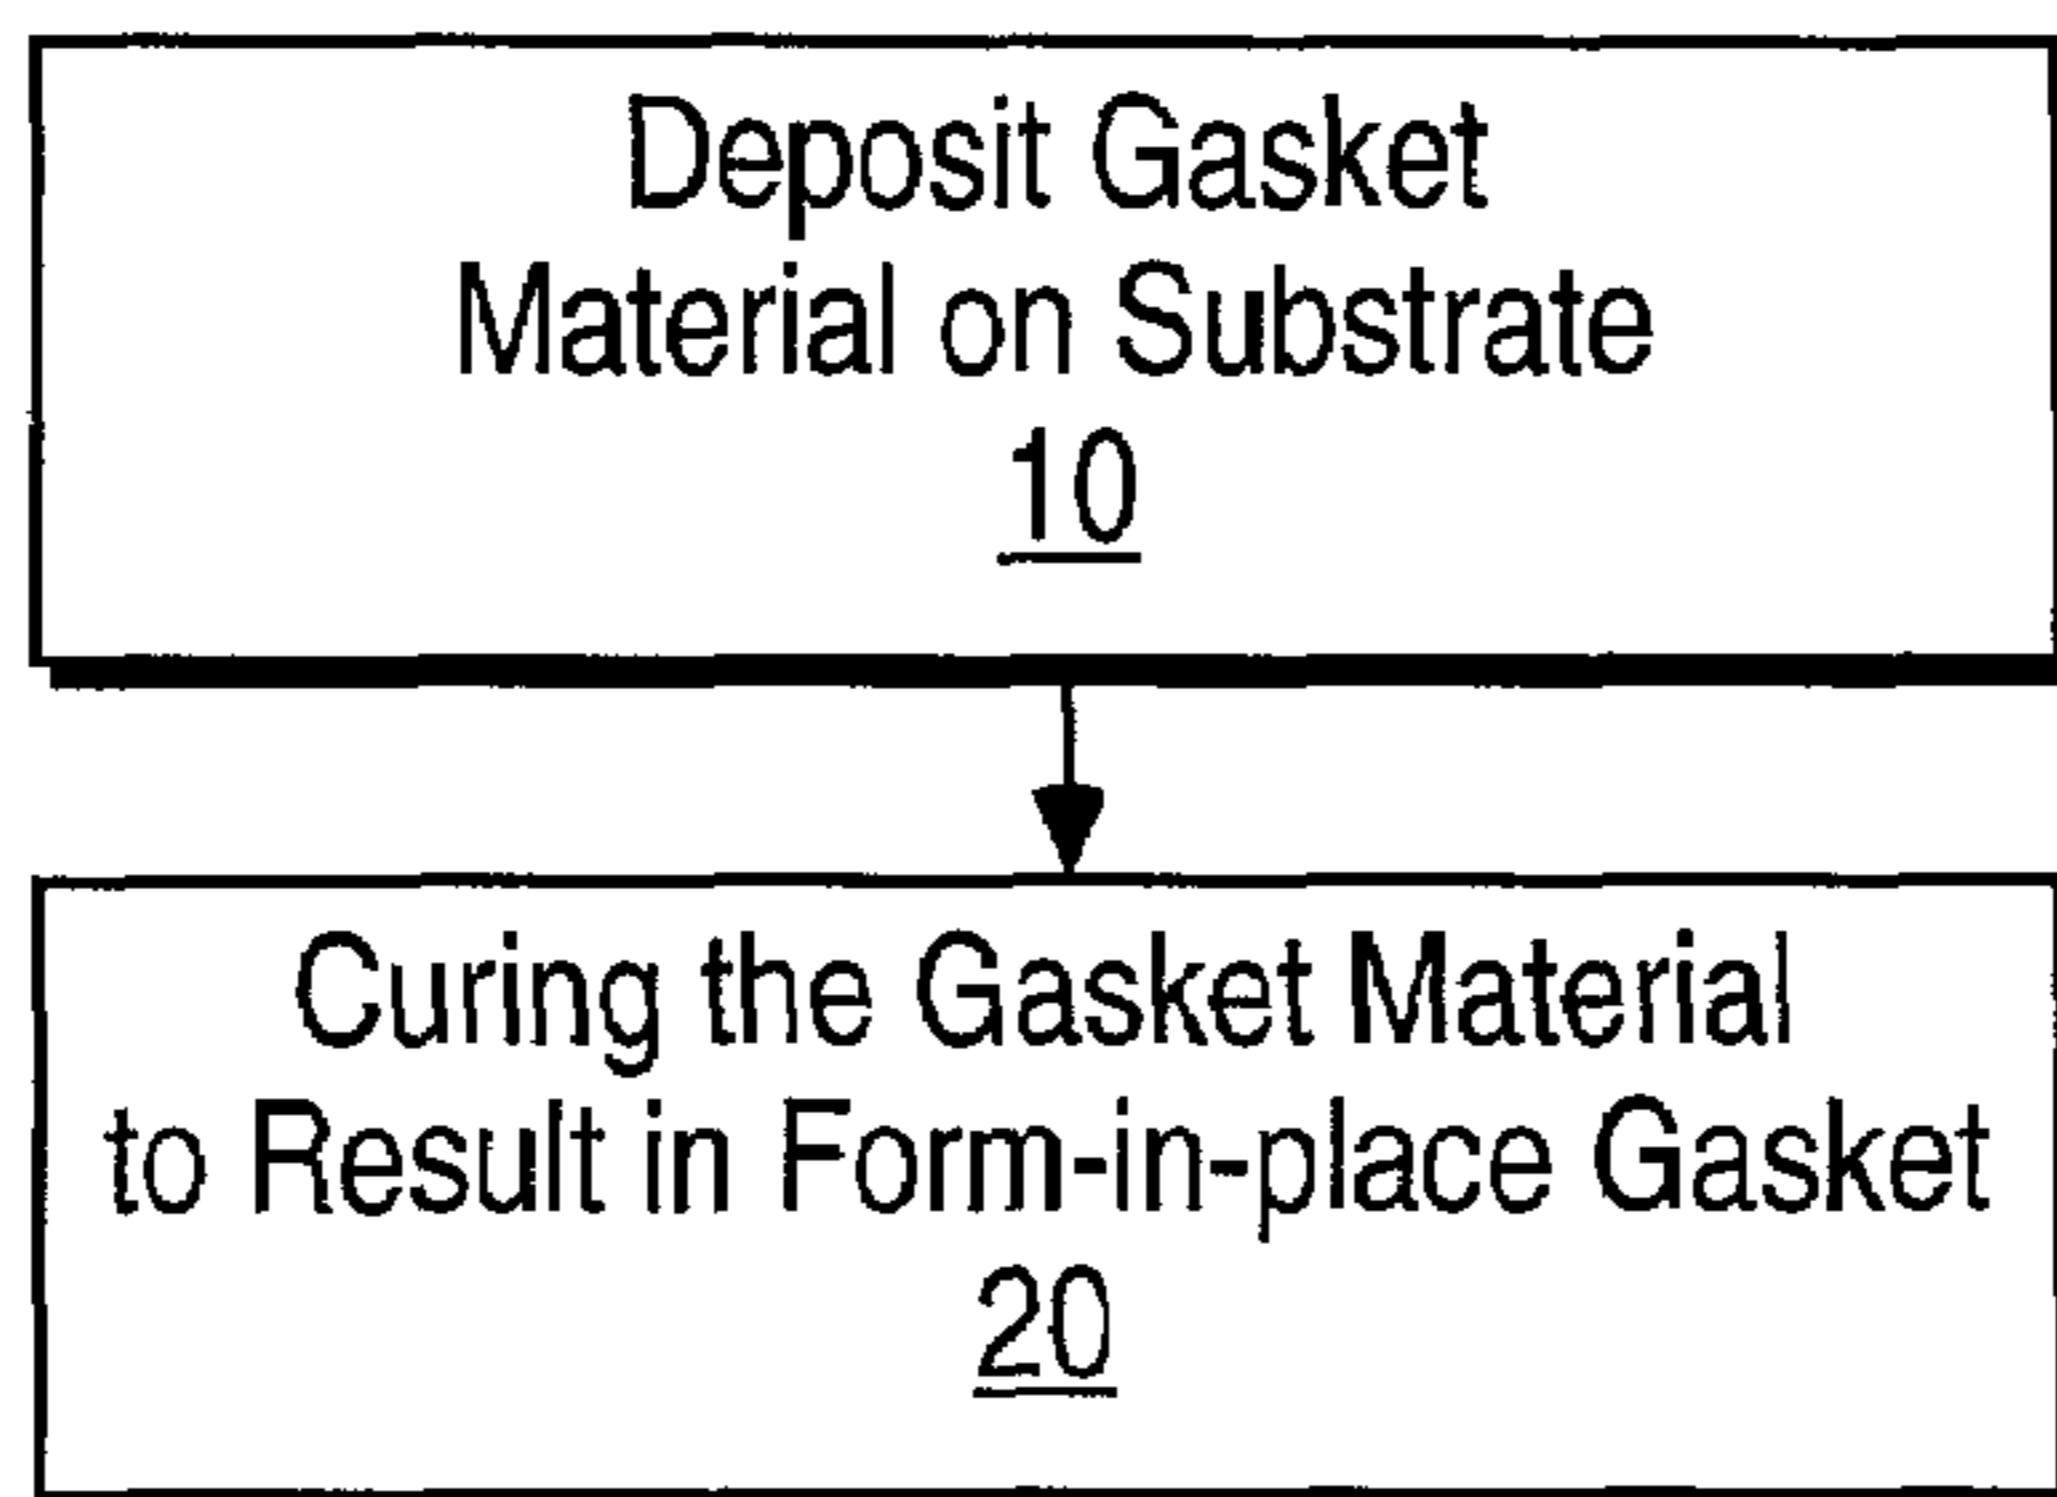 Deposit Gasket
Material on Substrate
10
Curing the Gasket Material
to Result in Form-in-place Gasket
20